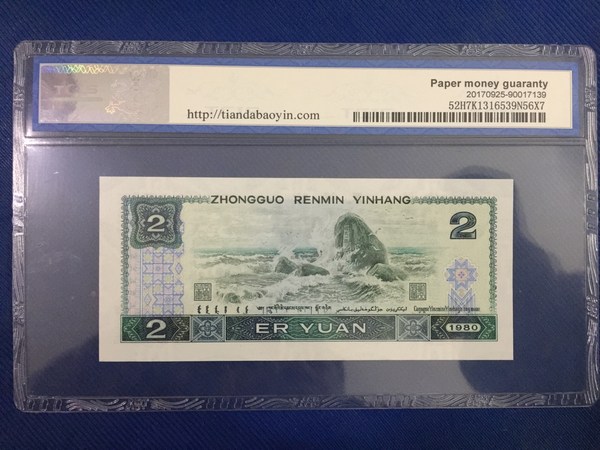 Paper money guaranty
20170925-90017139
http://tiandabaoyin.com
52H7K1316539N56X7
ZHONGGUO RENMIN YINHANG
2
2
2
ER YUAN
1980